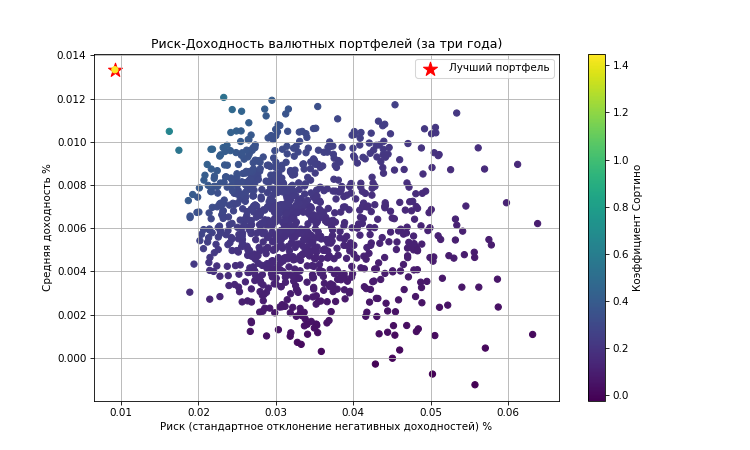 Риск-Доходность валютных портфелей (за три года)
Лучший портфель
Средняя доходность %
0.014
0.012
0.010
0.008
0.006
0.004
0.002
0.000
0.01 0.02 0.03 0.04 0.05 0.06
Риск (стандартное отклонение негативных доходностей) %
1.4
1.2
1.0
0.8
0.6
0.4
0.2
0.0
Коэффициент Сортино